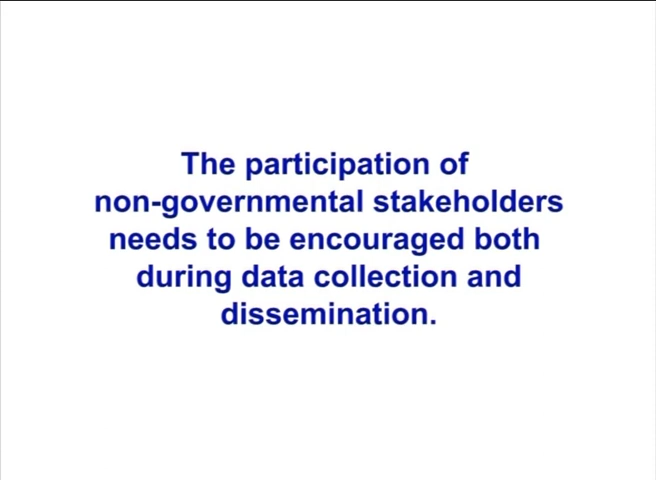 The participation of
non-governmental stakeholders
needs to be encouraged both
during data collection and
dissemination.